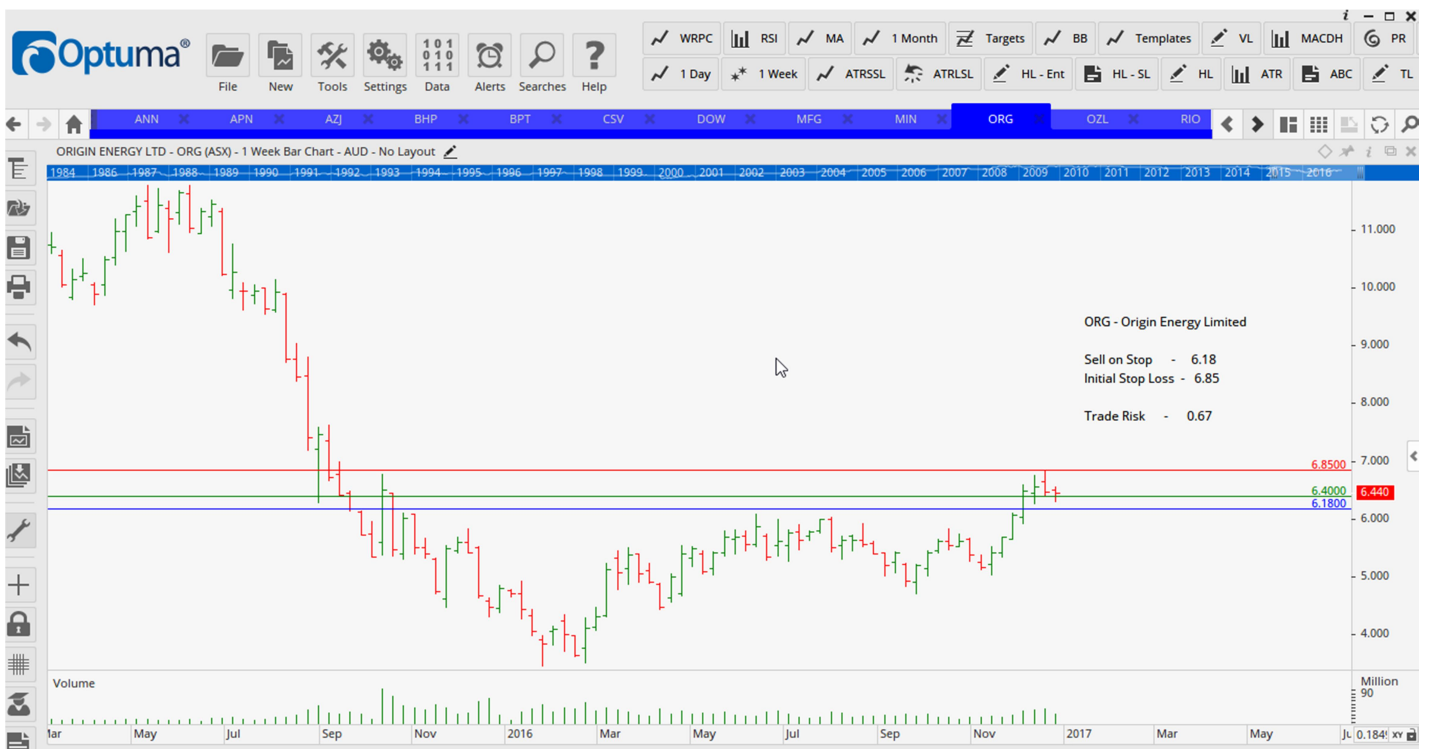 i
Optuma®
File New Tools Settings Data Alerts Searches Help
WRPC RSI MA 1 Month Targets BB Templates VL MACDH PR
1 Day 1 Week ATRSSL ATRLSL HL - Ent HL - SL HL ATR ABC TL
ANN APN AZJ BHP BPT CSV DOW MFG MIN ORG OZL RIO
ORIGIN ENERGY LTD - ORG (ASX) - 1 Week Bar Chart - AUD - No Layout
1984 1986 1987 1988 1989 1990 1991 1992 1993 1994 1995 1996 1997 1998 1999 2000 2001 2002 2003 2004 2005 2006 2007 2008 2009 2010 2011 2012 2013 2014 2015 2016
11.000
10.000
ORG - Origin Energy Limited
9.000
Sell on Stop - 6.18
Initial Stop Loss - 6.85
8.000
Trade Risk - 0.67
7.000
6.8500
6.4000
6.440
6.1800
6.000
5.000
4.000
Volume
Million
90
May Jul Sep Nov 2016 Mar May Jul Sep Nov 2017 Mar May
XY